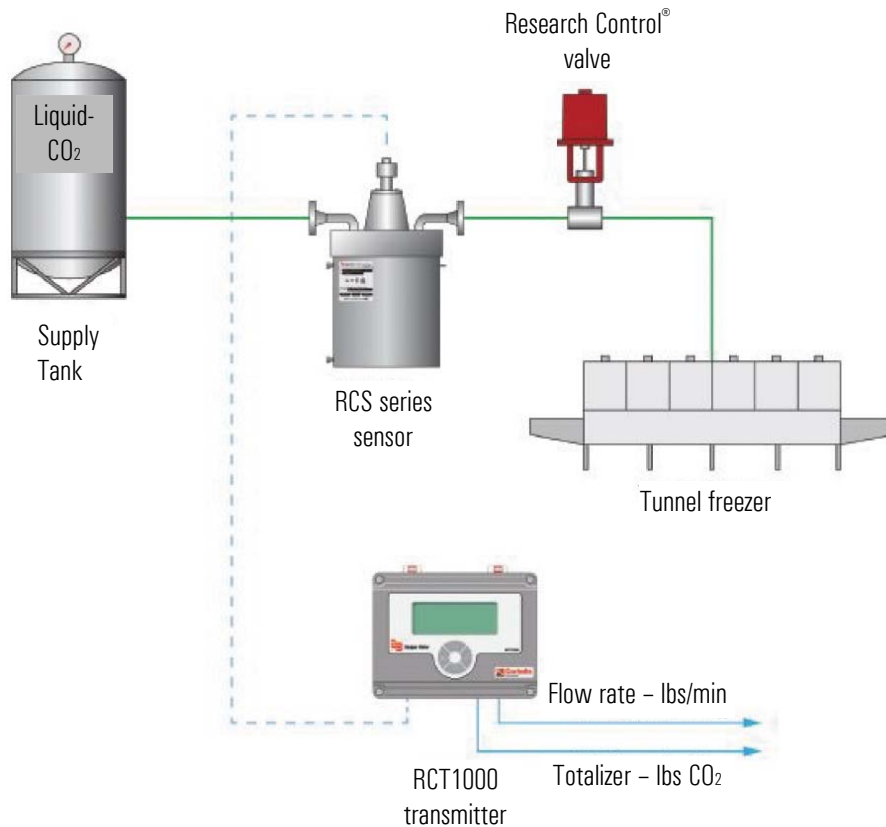 Research Control®
valve
Liquid-
CO₂
Supply
Tank
RCS series
sensor
Tunnel freezer
Flow rate – lbs/min
Totalizer – lbs CO₂
RCT1000
transmitter